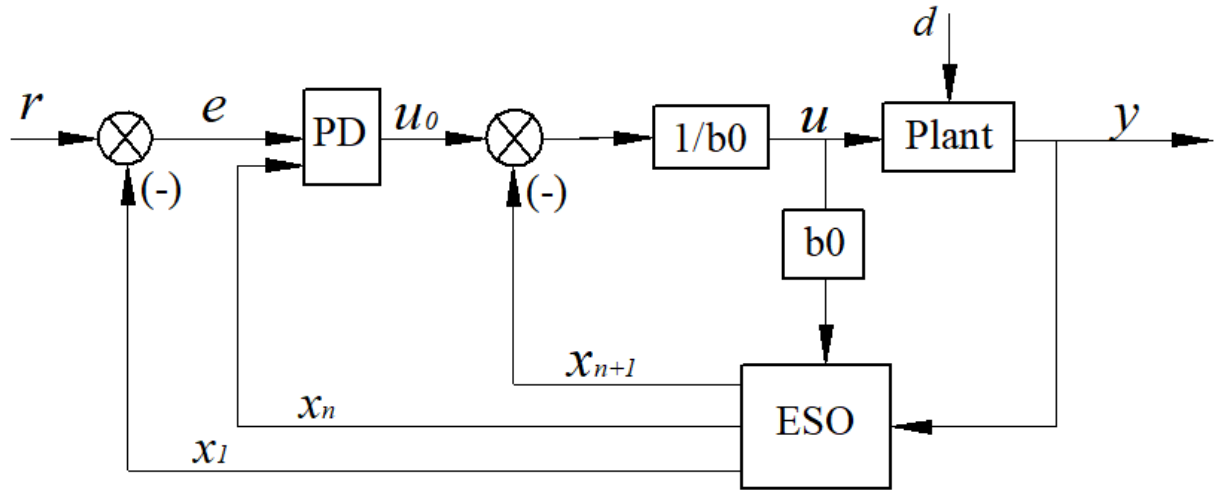 d
r
e
PD
u₀
1/b0
u
Plant
y
(-)
(-)
b0
xₙ₊₁
xₙ
ESO
x₁